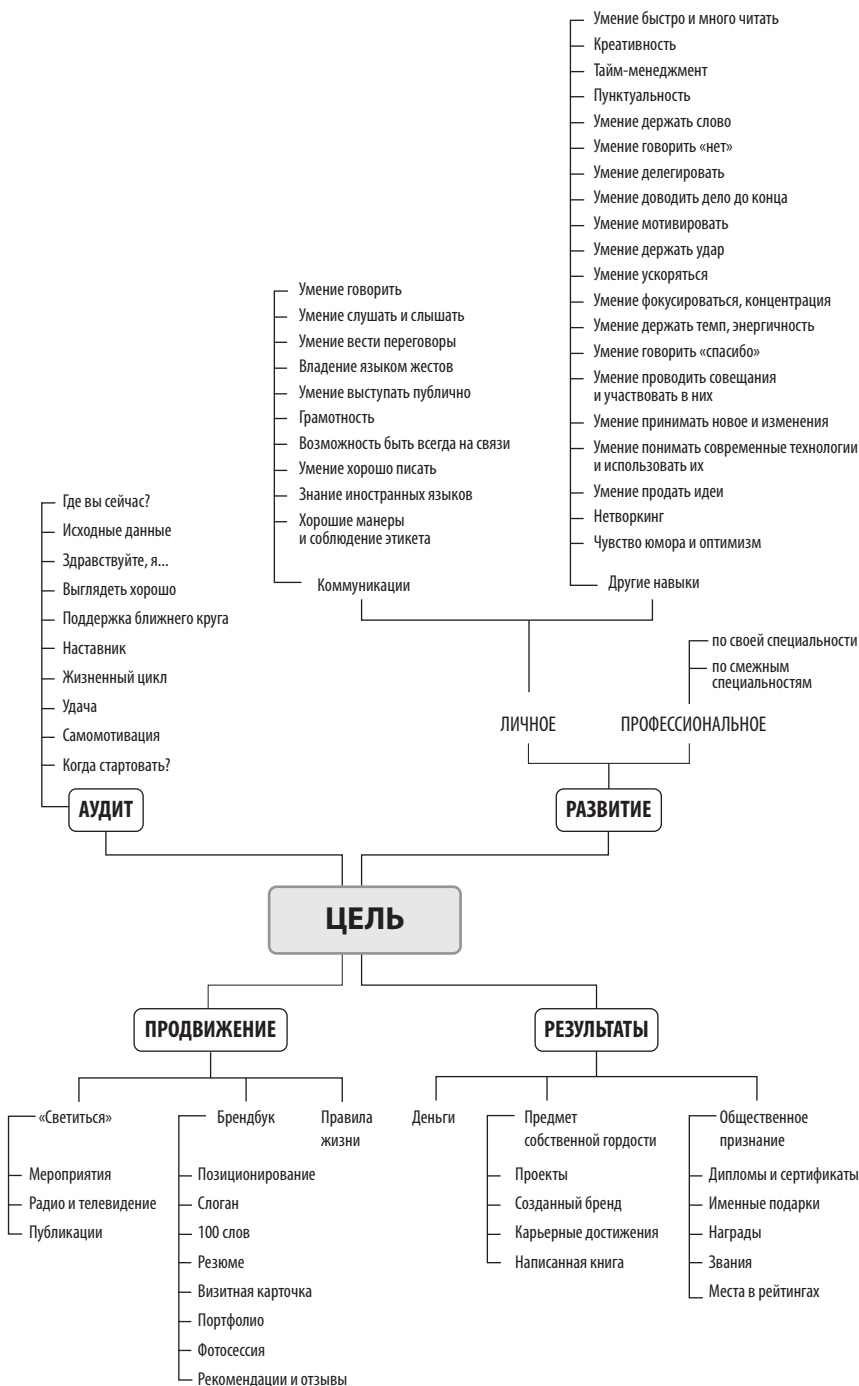 Умение быстро и много читать
Креативность
Тайм-менеджмент
Пунктуальность
Умение держать слово
Умение говорить «нет»
Умение делегировать
Умение доводить дело до конца
Умение мотивировать
Умение держать удар
Умение ускоряться
Умение фокусироваться, концентрация
Умение держать темп, энергичность
Умение говорить «спасибо»
Умение проводить совещания
и участвовать в них
Умение принимать новое и изменения
Умение понимать современные технологии
и использовать их
Умение продать идеи
Нетворкинг
Чувство юмора и оптимизм
Другие навыки
Умение говорить
Умение слушать и слышать
Умение вести переговоры
Владение языком жестов
Умение выступать публично
Грамотность
Возможность быть всегда на связи
Умение хорошо писать
Знание иностранных языков
Хорошие манеры
и соблюдение этикета
Коммуникации
по своей специальности
по смежным
специальностям
ЛИЧНОЕ
ПРОФЕССИОНАЛЬНОЕ
РАЗВИТИЕ
Где вы сейчас?
Исходные данные
Здравствуйте, я...
Выглядеть хорошо
Поддержка ближнего круга
Наставник
Жизненный цикл
Удача
Самомотивация
Когда стартовать?
АУДИТ
ЦЕЛЬ
ПРОДВИЖЕНИЕ
«Светиться»
Мероприятия
Радио и телевидение
Публикации
Брендбук
Позиционирование
Слоган
100 слов
Резюме
Визитная карточка
Портфолио
Фотосессия
Рекомендации и отзывы
Правила
жизни
РЕЗУЛЬТАТЫ
Деньги
Предмет
собственной гордости
Проекты
Созданный бренд
Карьерные достижения
Написанная книга
Общественное
признание
Дипломы и сертификаты
Именные подарки
Награды
Звания
Места в рейтингах